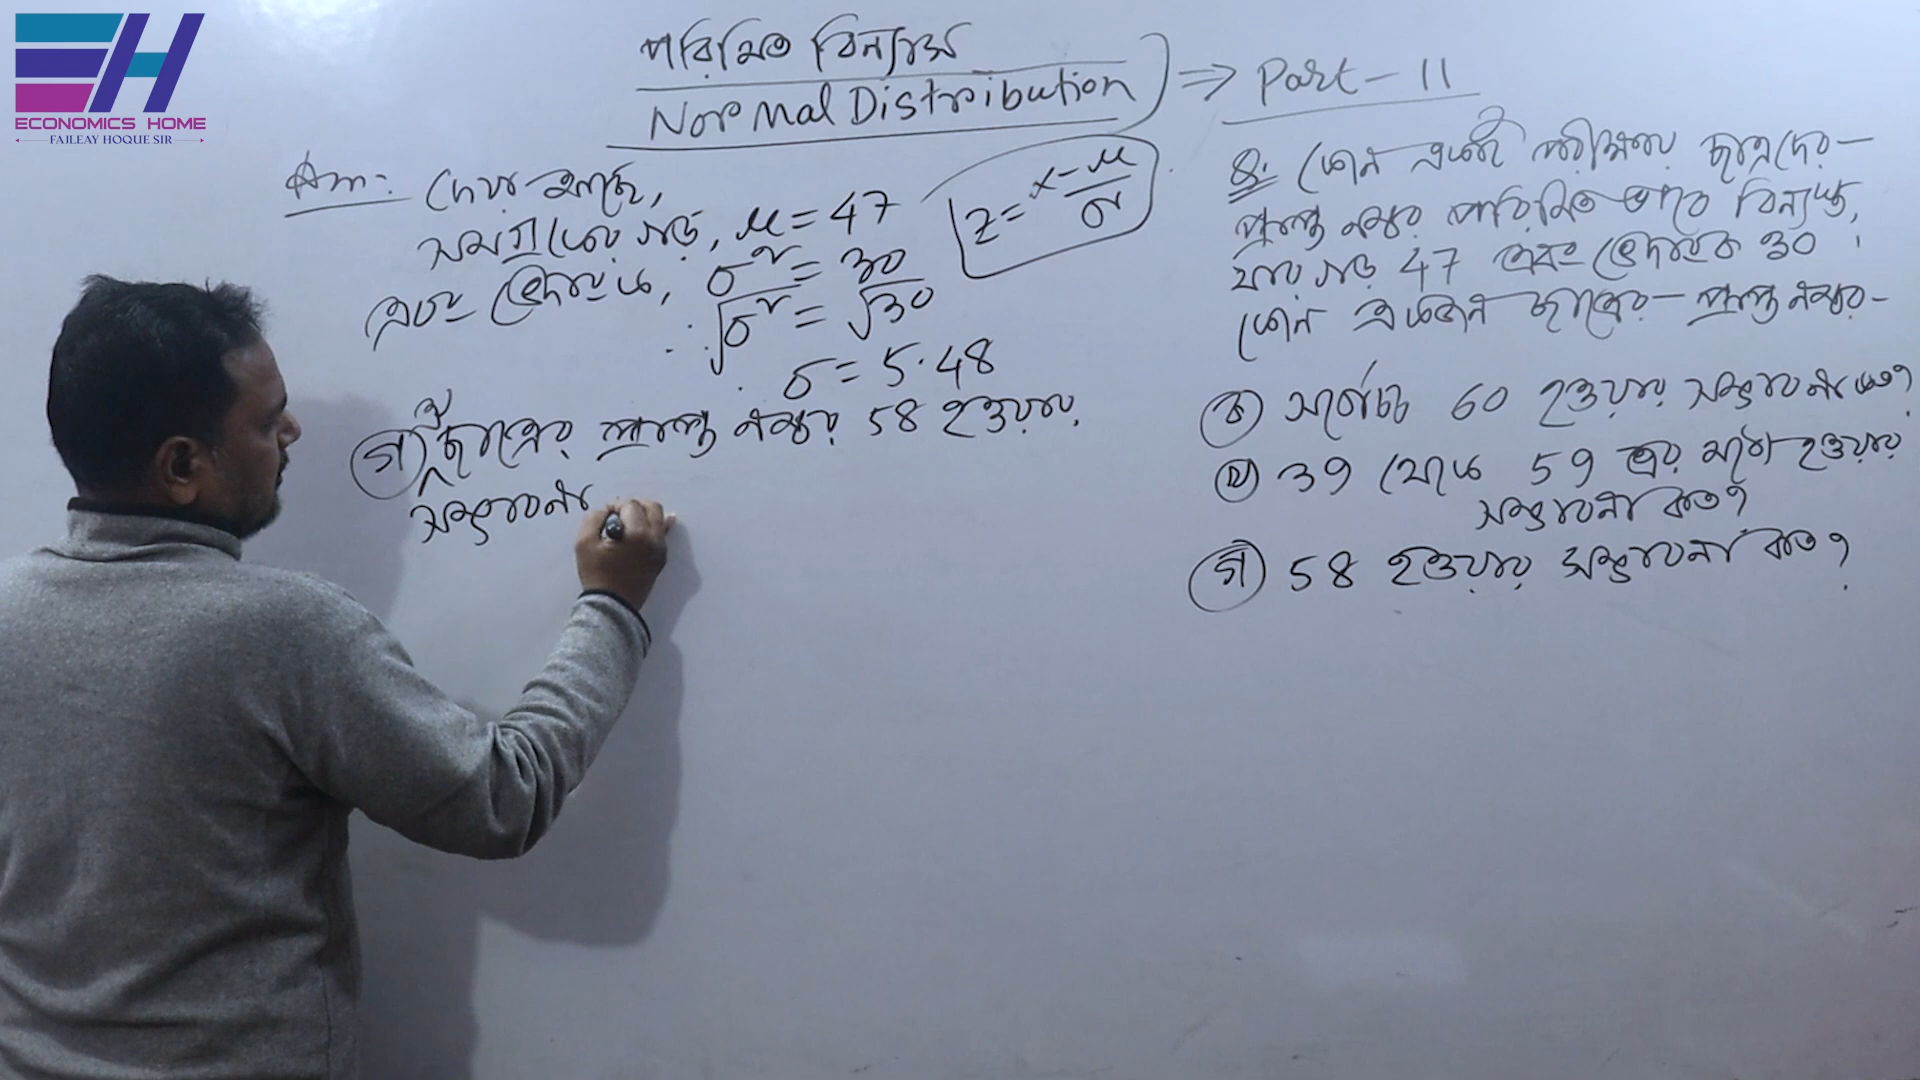 EH
ECONOMICS HOME
FAJLEAY HOQUE SIR
পরিমিত বিন্যাস
Normal Distribution ) ⇒ Part - 11
Ans: দেয়া আছে,
সমগ্রকের গড়, μ = 47
z = x - μ / σ
এবং ভেদাংক, σ² = 30
∴ √σ² = √30
∴ σ = 5.48
গ) ছাত্রের প্রাপ্ত নম্বর 58 হওয়ার
সম্ভাবনা
Q: কোন একটি পরীক্ষায় ছাত্রদের
প্রাপ্ত নম্বর পরিমিত ভাবে বিন্যস্ত,
যার গড় 47 এবং ভেদাংক 30।
কোন একজন ছাত্রের প্রাপ্ত নম্বর-
ক) সর্বোচ্চ 60 হওয়ার সম্ভাবনা কত?
খ) 39 থেকে 59 এর মধ্যে হওয়ার
সম্ভাবনা কত?
গ) 58 হওয়ার সম্ভাবনা কত?